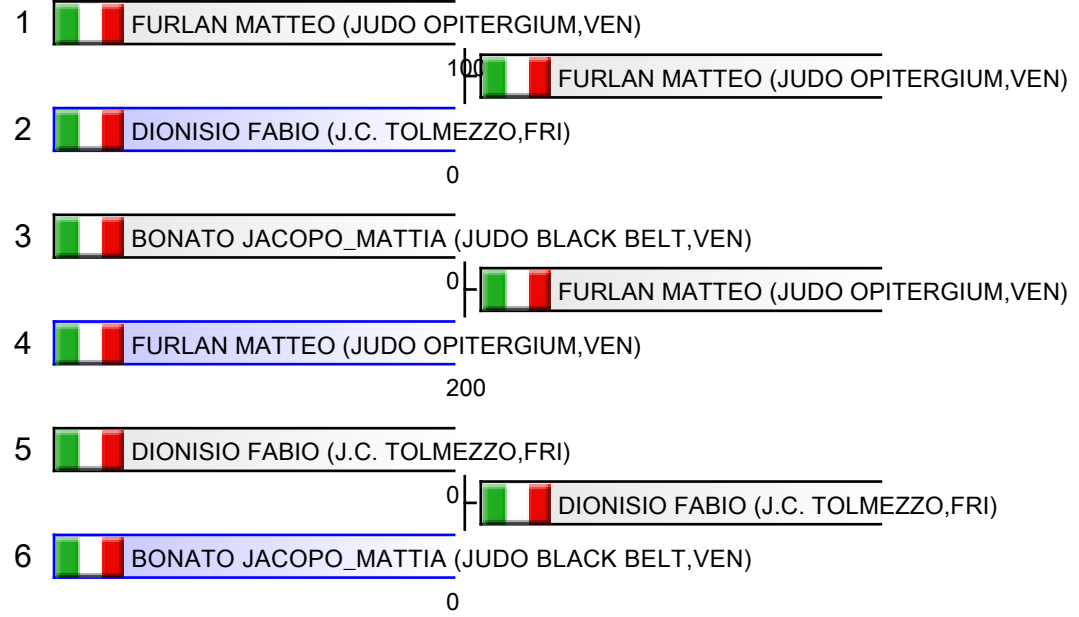 1 FURLAN MATTEO (JUDO OPITERGIUM,VEN)
100 FURLAN MATTEO (JUDO OPITERGIUM,VEN)
2 DIONISIO FABIO (J.C. TOLMEZZO,FRI)
0
3 BONATO JACOPO_MATTIA (JUDO BLACK BELT,VEN)
0 FURLAN MATTEO (JUDO OPITERGIUM,VEN)
4 FURLAN MATTEO (JUDO OPITERGIUM,VEN)
200
5 DIONISIO FABIO (J.C. TOLMEZZO,FRI)
0 DIONISIO FABIO (J.C. TOLMEZZO,FRI)
6 BONATO JACOPO_MATTIA (JUDO BLACK BELT,VEN)
0